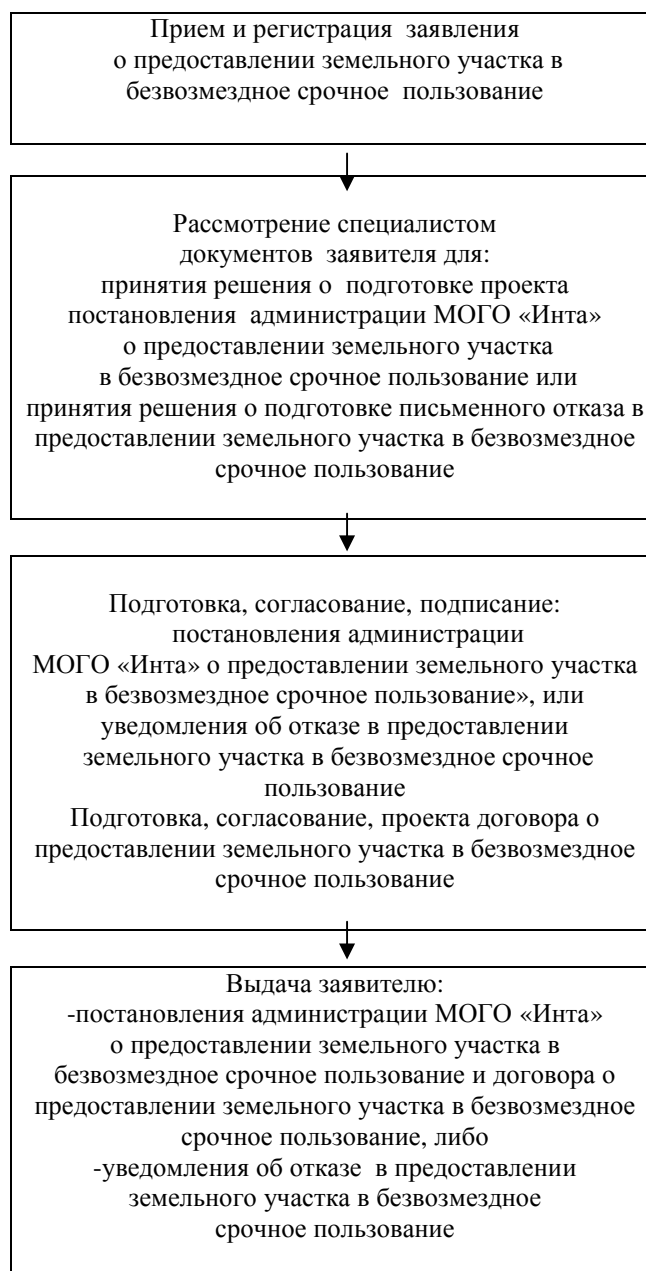 Прием и регистрация заявления
о предоставлении земельного участка в
безвозмездное срочное пользование
Рассмотрение специалистом
документов заявителя для:
принятия решения о подготовке проекта
постановления администрации МОГО «Инта»
о предоставлении земельного участка
в безвозмездное срочное пользование или
принятия решения о подготовке письменного отказа в
предоставлении земельного участка в безвозмездное
срочное пользование
Подготовка, согласование, подписание:
постановления администрации
МОГО «Инта» о предоставлении земельного участка
в безвозмездное срочное пользование», или
уведомления об отказе в предоставлении
земельного участка в безвозмездное срочное
пользование
Подготовка, согласование, проекта договора о
предоставлении земельного участка в безвозмездное
срочное пользование
Выдача заявителю:
-постановления администрации МОГО «Инта»
о предоставлении земельного участка в
безвозмездное срочное пользование и договора о
предоставлении земельного участка в безвозмездное
срочное пользование, либо
-уведомления об отказе в предоставлении
земельного участка в безвозмездное
срочное пользование